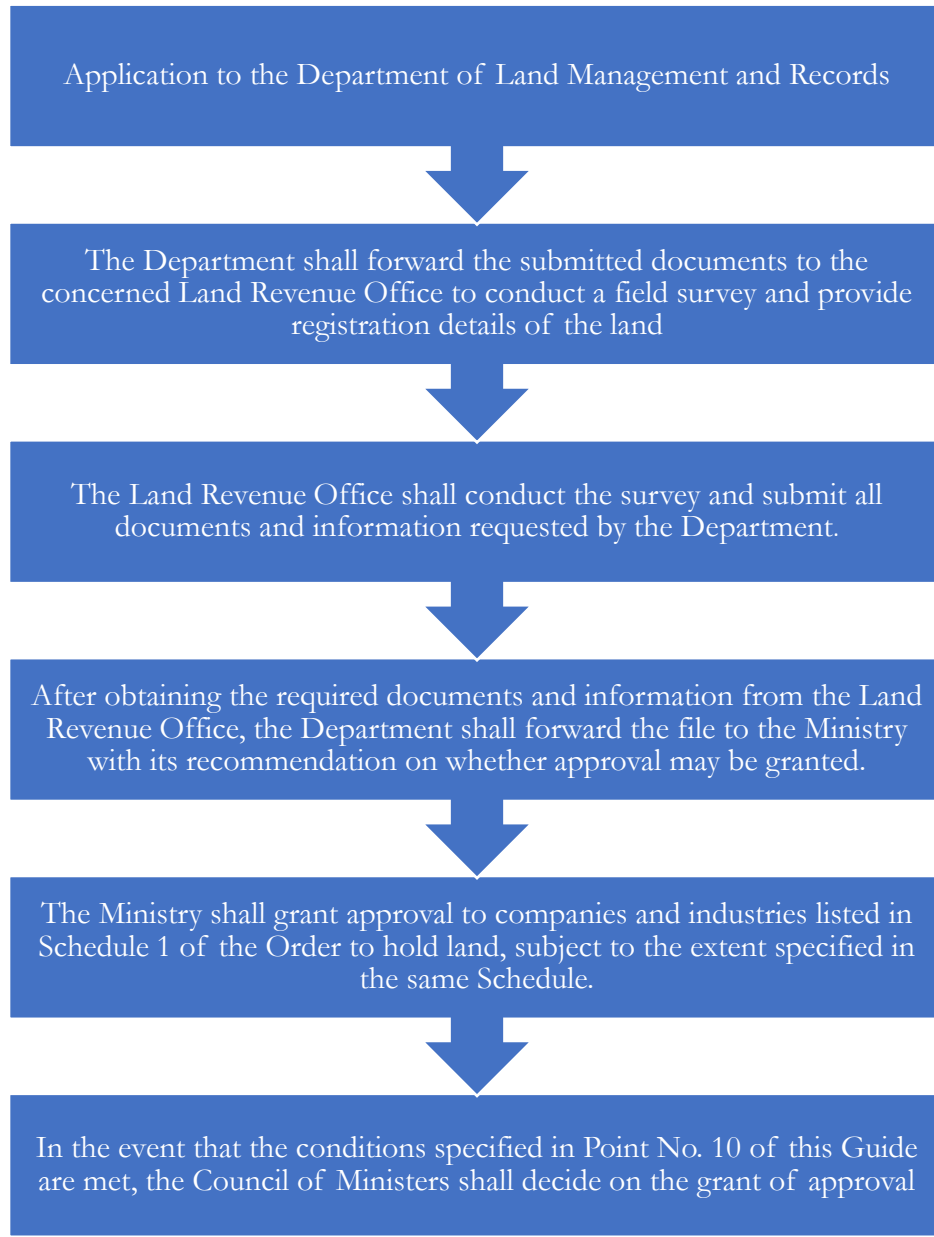 Application to the Department of Land Management and Records
The Department shall forward the submitted documents to the
concerned Land Revenue Office to conduct a field survey and provide
registration details of the land
The Land Revenue Office shall conduct the survey and submit all
documents and information requested by the Department.
After obtaining the required documents and information from the Land
Revenue Office, the Department shall forward the file to the Ministry
with its recommendation on whether approval may be granted.
The Ministry shall grant approval to companies and industries listed in
Schedule 1 of the Order to hold land, subject to the extent specified in
the same Schedule.
In the event that the conditions specified in Point No. 10 of this Guide
are met, the Council of Ministers shall decide on the grant of approval